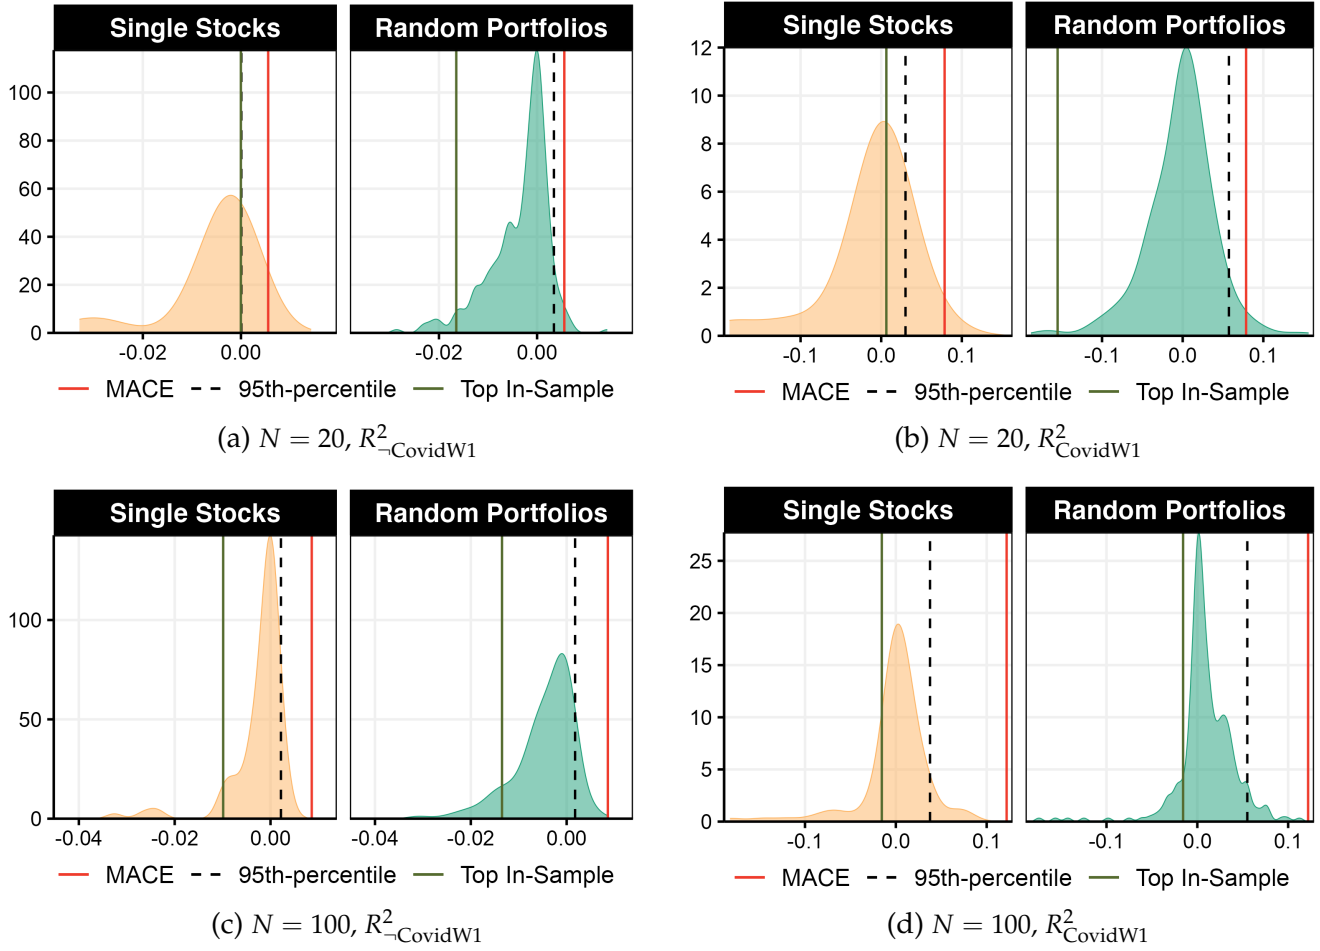 Single Stocks Random Portfolios
100
80
60
40
20
0
-0.02 0.00 -0.02 0.00
MACE 95th-percentile Top In-Sample
(a) N = 20, R²¬CovidW1
Single Stocks Random Portfolios
12
10
8
6
4
2
0
-0.1 0.0 0.1 -0.1 0.0 0.1
MACE 95th-percentile Top In-Sample
(b) N = 20, R²CovidW1
Single Stocks Random Portfolios
100
50
0
-0.04 -0.02 0.00 -0.04 -0.02 0.00
MACE 95th-percentile Top In-Sample
(c) N = 100, R²¬CovidW1
Single Stocks Random Portfolios
25
20
15
10
5
0
-0.1 0.0 0.1 -0.1 0.0 0.1
MACE 95th-percentile Top In-Sample
(d) N = 100, R²CovidW1